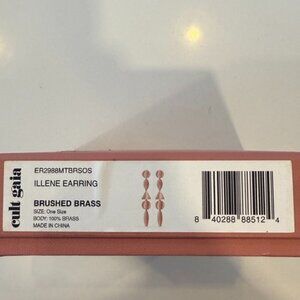 cult gaia
ER2988MTBRSOS
ILLENE EARRING
BRUSHED BRASS
SIZE: One Size
BODY: 100% BRASS
MADE IN CHINA
8 40288 88512 4